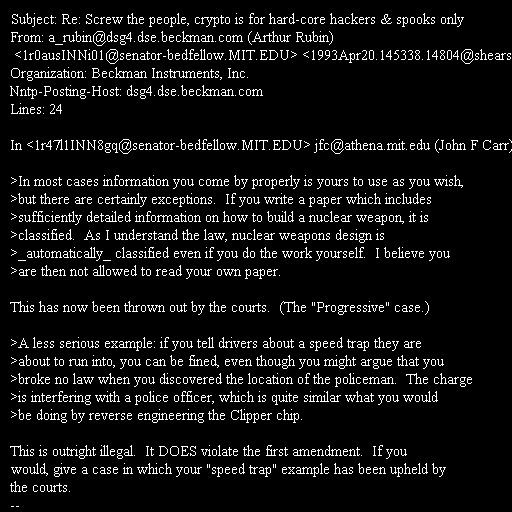 Subject: Re: Screw the people, crypto is for hard-core hackers & spooks only
From: a_rubin@dsg4.dse.beckman.com (Arthur Rubin)
<1r0ausINNi01@senator-bedfellow.MIT.EDU> <1993Apr20.145338.14804@shears
Organization: Beckman Instruments, Inc.
Nntp-Posting-Host: dsg4.dse.beckman.com
Lines: 24

In <1r47l1INN8gq@senator-bedfellow.MIT.EDU> jfc@athena.mit.edu (John F Carr)

>In most cases information you come by properly is yours to use as you wish,
>but there are certainly exceptions.  If you write a paper which includes
>sufficiently detailed information on how to build a nuclear weapon, it is
>classified.  As I understand the law, nuclear weapons design is
>_automatically_ classified even if you do the work yourself.  I believe you
>are then not allowed to read your own paper.

This has now been thrown out by the courts.  (The "Progressive" case.)

>A less serious example: if you tell drivers about a speed trap they are
>about to run into, you can be fined, even though you might argue that you
>broke no law when you discovered the location of the policeman.  The charge
>is interfering with a police officer, which is quite similar what you would
>be doing by reverse engineering the Clipper chip.

This is outright illegal.  It DOES violate the first amendment.  If you
would, give a case in which your "speed trap" example has been upheld by
the courts.
--